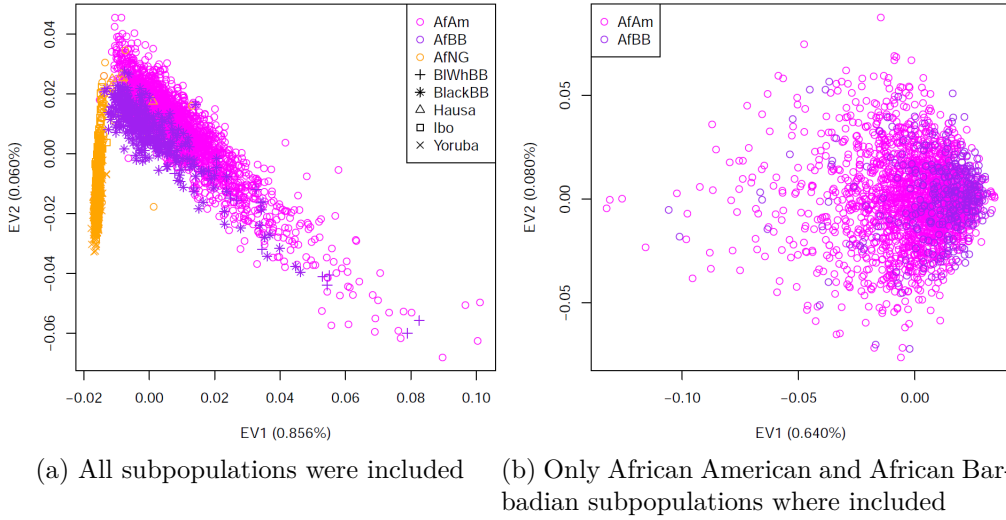 EV2 (0.060%)
0.04
0.02
0.00
−0.02
−0.04
−0.06
−0.02
0.00
0.02
0.04
0.06
0.08
0.10
EV1 (0.856%)
AfAm
AfBB
AfNG
BlWhBB
BlackBB
Hausa
Ibo
Yoruba
(a) All subpopulations were included
EV2 (0.080%)
0.05
0.00
−0.05
−0.10
−0.05
0.00
EV1 (0.640%)
AfAm
AfBB
(b) Only African American and African Bar-
badian subpopulations where included